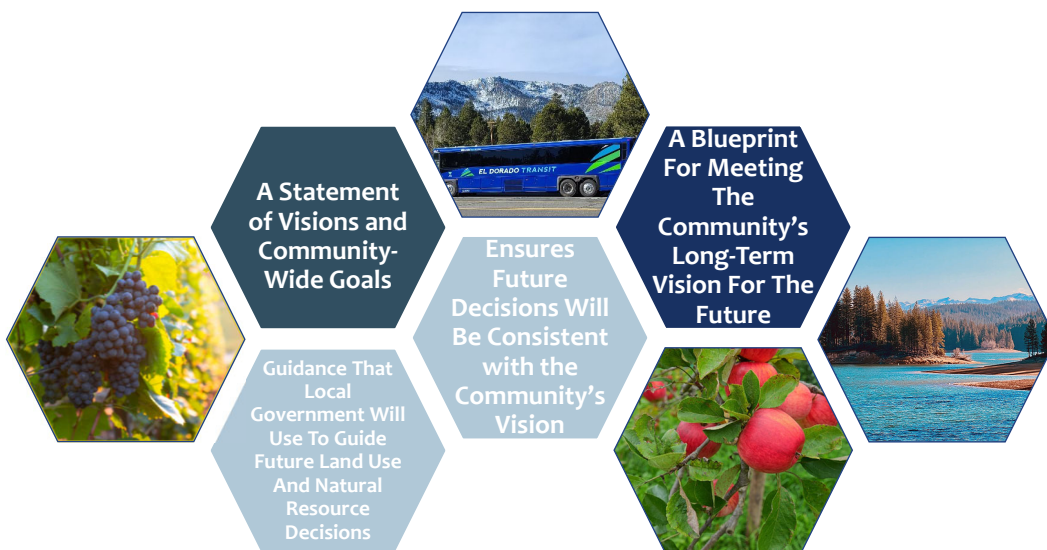 EL DORADO TRANSIT
A Statement
of Visions and
Community-
Wide Goals
A Blueprint
For Meeting
The
Community’s
Long-Term
Vision For The
Future
Ensures
Future
Decisions Will
Be Consistent
with the
Community’s
Vision
Guidance That
Local
Government Will
Use To Guide
Future Land Use
And Natural
Resource
Decisions